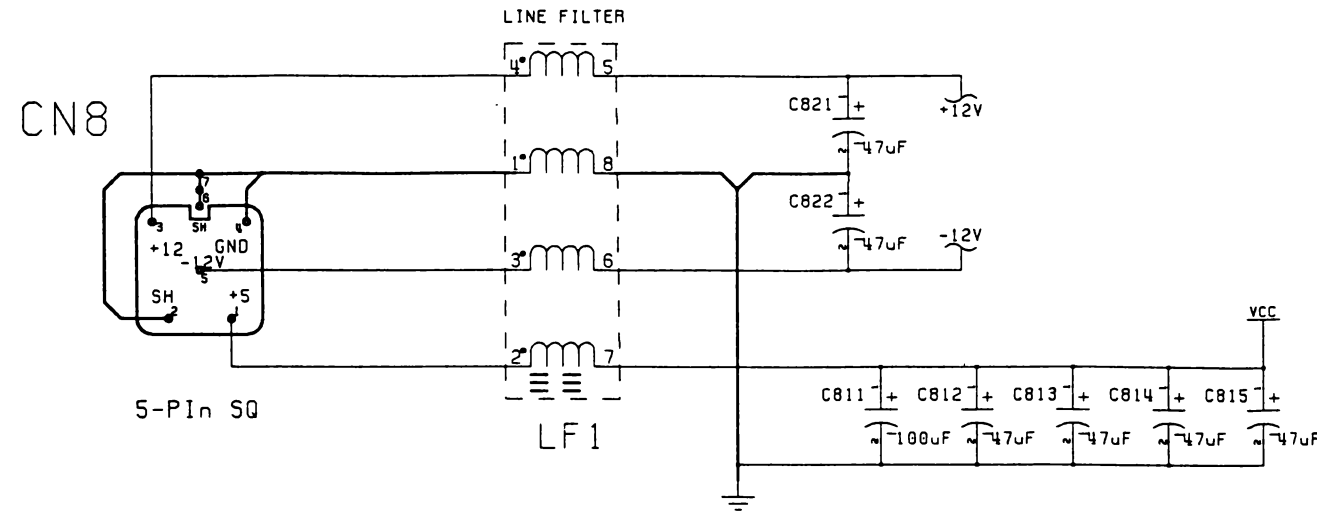 LINE FILTER
4 5
CN8
C821 +
+12V
47uF
1 8
7
6
3 SH 4
C822 +
+12 GND
-12V
47uF
-12V
5
3 6
SH +5
2 1
VCC
2 7
C811 + C812 + C813 + C814 + C815 +
100uF 47uF 47uF 47uF 47uF
5-PIn SQ
LF1